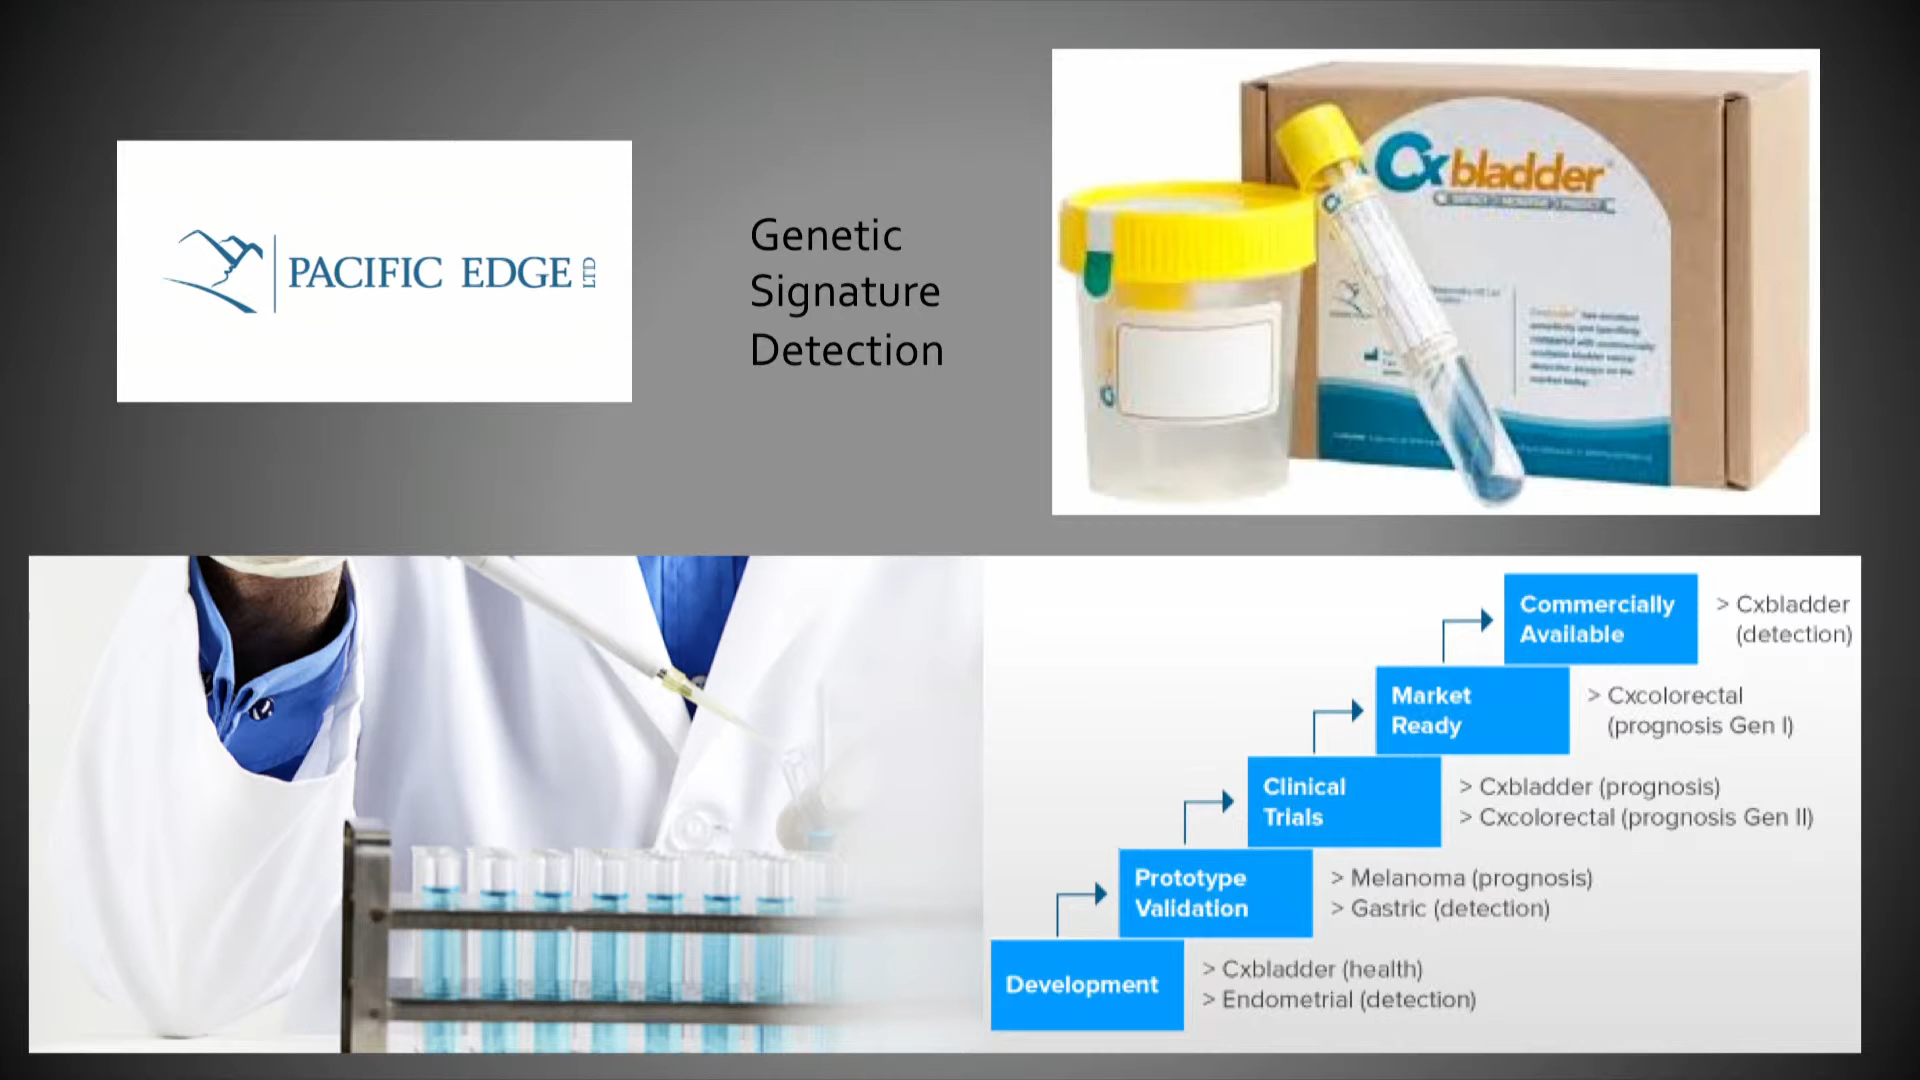 PACIFIC EDGE LTD
Genetic
Signature
Detection
Cxbladder
Commercially
Available
> Cxbladder
(detection)
Market
Ready
> Cxcolorectal
(prognosis Gen I)
Clinical
Trials
> Cxbladder (prognosis)
> Cxcolorectal (prognosis Gen II)
Prototype
Validation
> Melanoma (prognosis)
> Gastric (detection)
Development
> Cxbladder (health)
> Endometrial (detection)